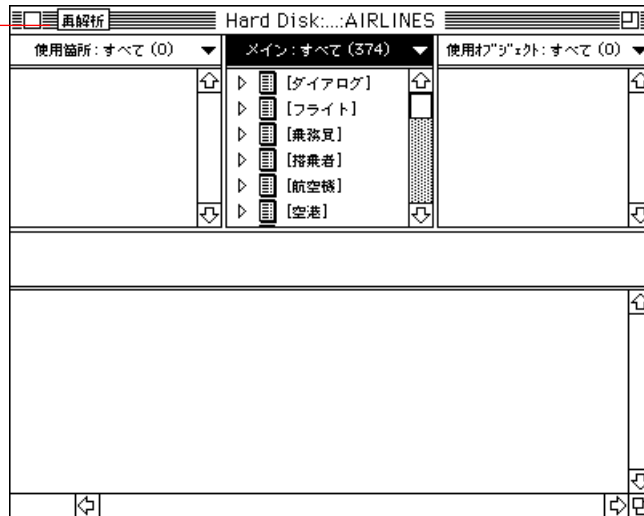 再解析
Hard Disk:...:AIRLINES
使用箇所：すべて (0)
メイン：すべて (374)
使用ｵﾌﾞｼﾞｪｸﾄ：すべて (0)
[ダイアログ]
[フライト]
[乗務員]
[搭乗者]
[航空機]
[空港]